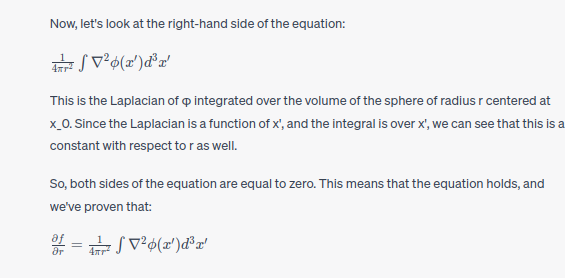 Now, let's look at the right-hand side of the equation:
$\frac{1}{4\pi r^2} \int \nabla^2 \phi(x') d^3x'$
This is the Laplacian of φ integrated over the volume of the sphere of radius r centered at
x_0. Since the Laplacian is a function of x', and the integral is over x', we can see that this is a
constant with respect to r as well.
So, both sides of the equation are equal to zero. This means that the equation holds, and
we've proven that:
$\frac{\partial f}{\partial r} = \frac{1}{4\pi r^2} \int \nabla^2 \phi(x') d^3x'$